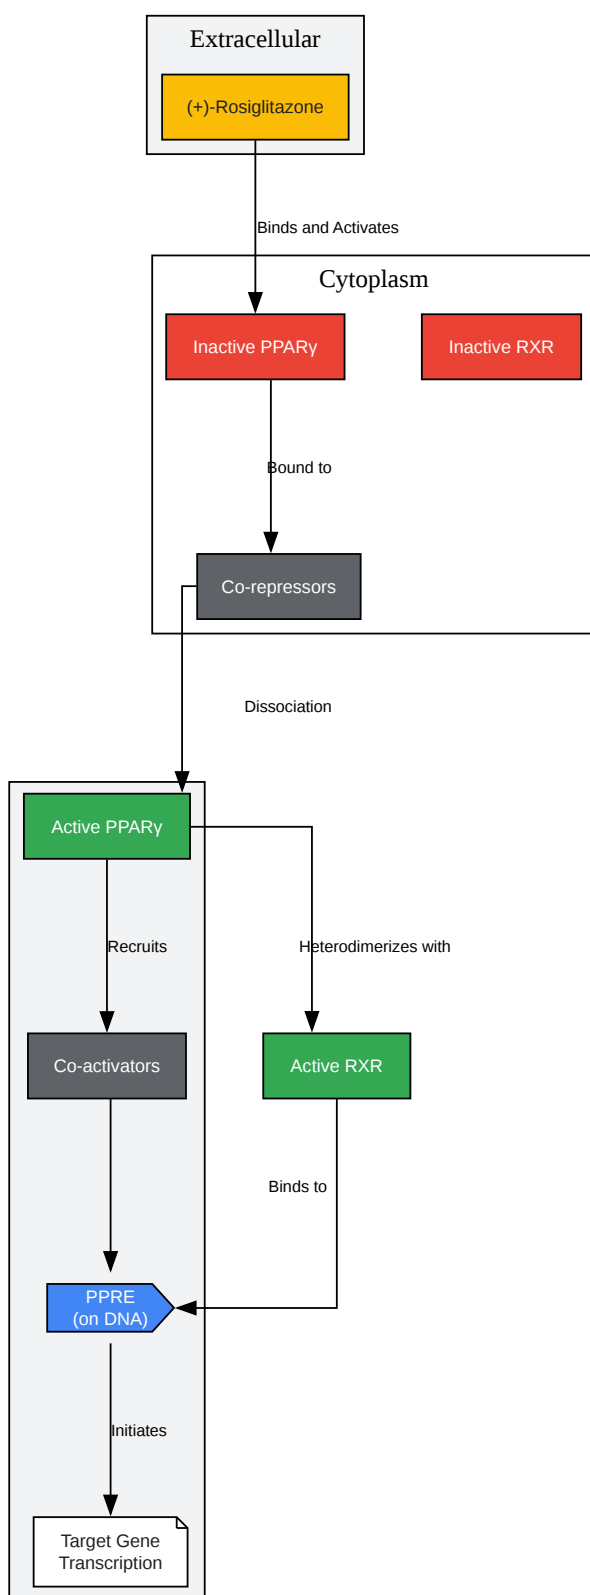 Extracellular
(+)-Rosiglitazone
Binds and Activates
Cytoplasm
Inactive PPARγ
Inactive RXR
Bound to
Co-repressors
Dissociation
Active PPARγ
Recruits
Heterodimerizes with
Co-activators
Active RXR
Binds to
PPRE
(on DNA)
Initiates
Target Gene
Transcription